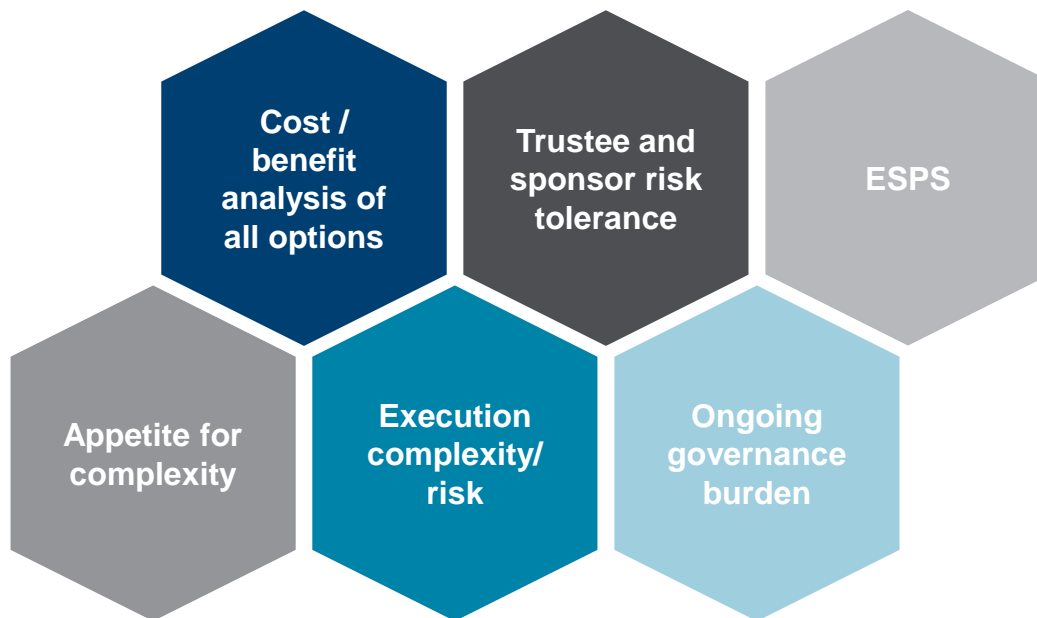 Cost /
benefit
analysis of
all options
Trustee and
sponsor risk
tolerance
ESPS
Appetite for
complexity
Execution
complexity/
risk
Ongoing
governance
burden